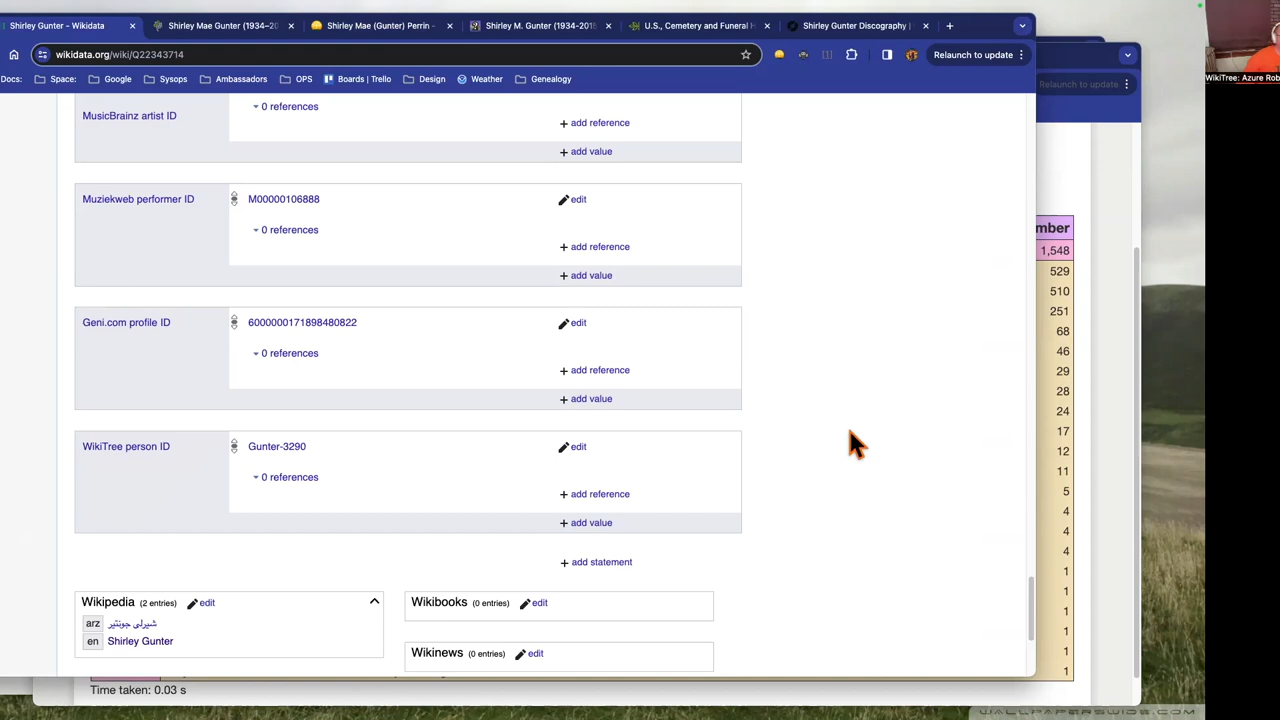 Shirley Gunter - Wikidata
Shirley Mae Gunter (1934–20
Shirley Mae (Gunter) Perrin -
Shirley M. Gunter (1934-201
U.S., Cemetery and Funeral H
Shirley Gunter Discography |
wikidata.org/wiki/Q22343714
Relaunch to update
Relaunch to update
Docs:
Space:
Google
Sysops
Ambassadors
OPS
Boards | Trello
Design
Weather
Genealogy
WikiTree: Azure Rob
MusicBrainz artist ID
0 references
+ add reference
+ add value
Muziekweb performer ID
M00000106888
edit
0 references
+ add reference
+ add value
Geni.com profile ID
6000000171898480822
edit
0 references
+ add reference
+ add value
WikiTree person ID
Gunter-3290
edit
0 references
+ add reference
+ add value
+ add statement
Wikipedia (2 entries) edit
arz شيرلى جونتير
en Shirley Gunter
Wikibooks (0 entries) edit
Wikinews (0 entries) edit
mber
1,548
529
510
251
68
46
29
28
24
17
12
11
5
4
4
4
1
1
1
1
1
1
Time taken: 0.03 s
WALLPAPERSWIDE.COM